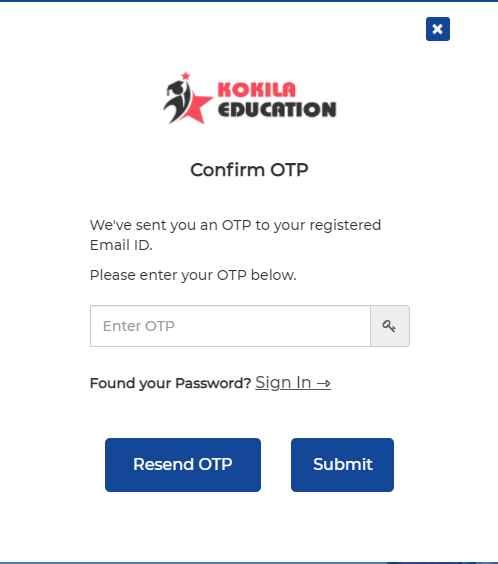 KOKILA
EDUCATION
Confirm OTP
We've sent you an OTP to your registered
Email ID.
Please enter your OTP below.
Enter OTP
Found your Password? Sign In →
Resend OTP
Submit